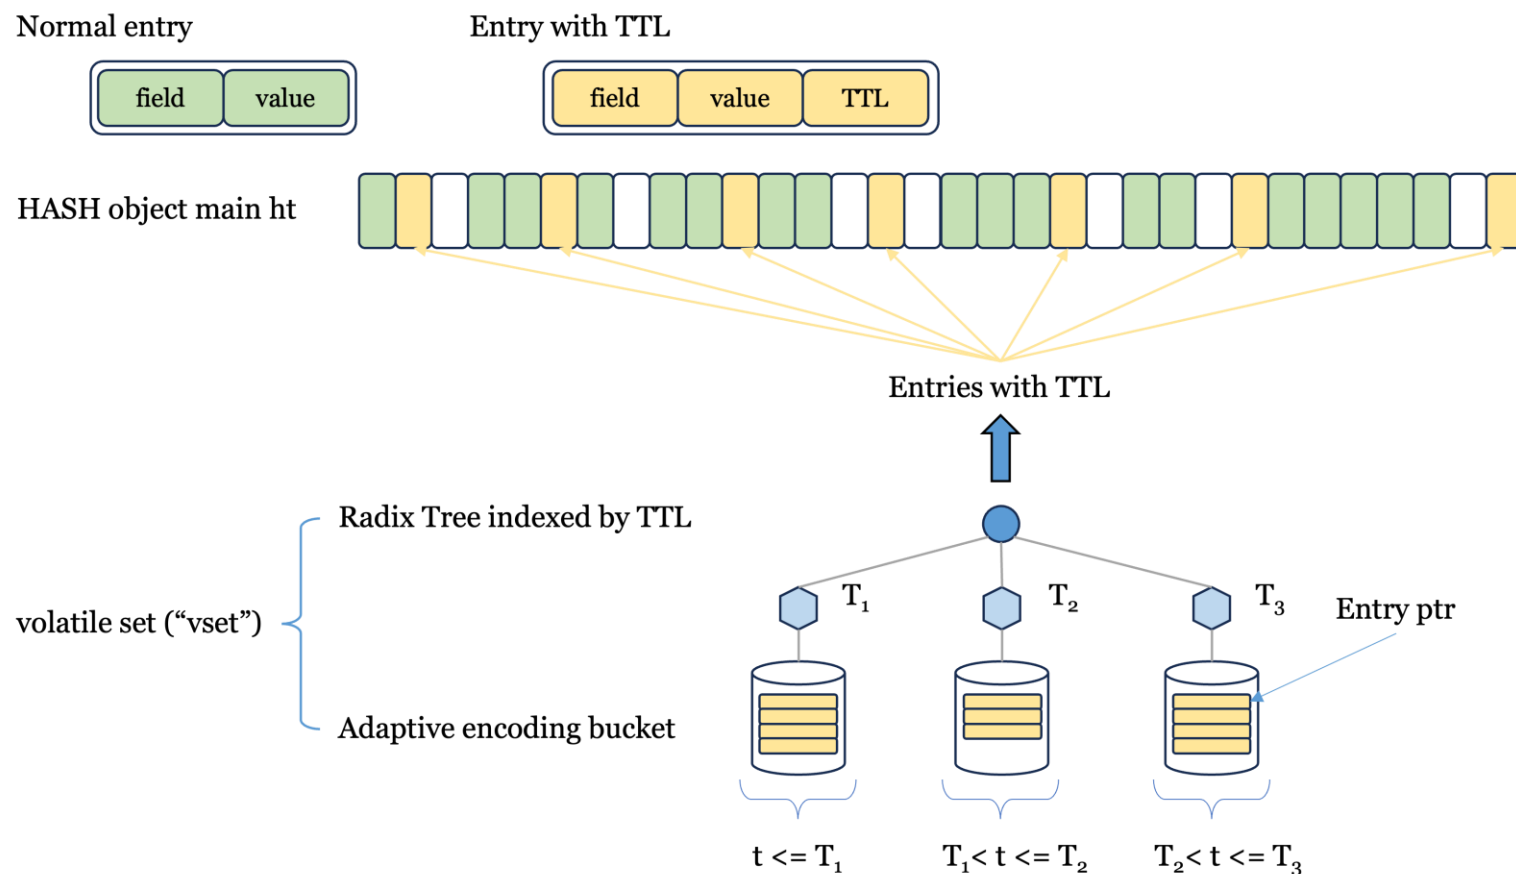 Normal entry
Entry with TTL
field
value
field
value
TTL
HASH object main ht
Entries with TTL
Radix Tree indexed by TTL
T₁
T₂
T₃
Entry ptr
volatile set (“vset”)
Adaptive encoding bucket
t <= T₁
T₁< t <= T₂
T₂< t <= T₃